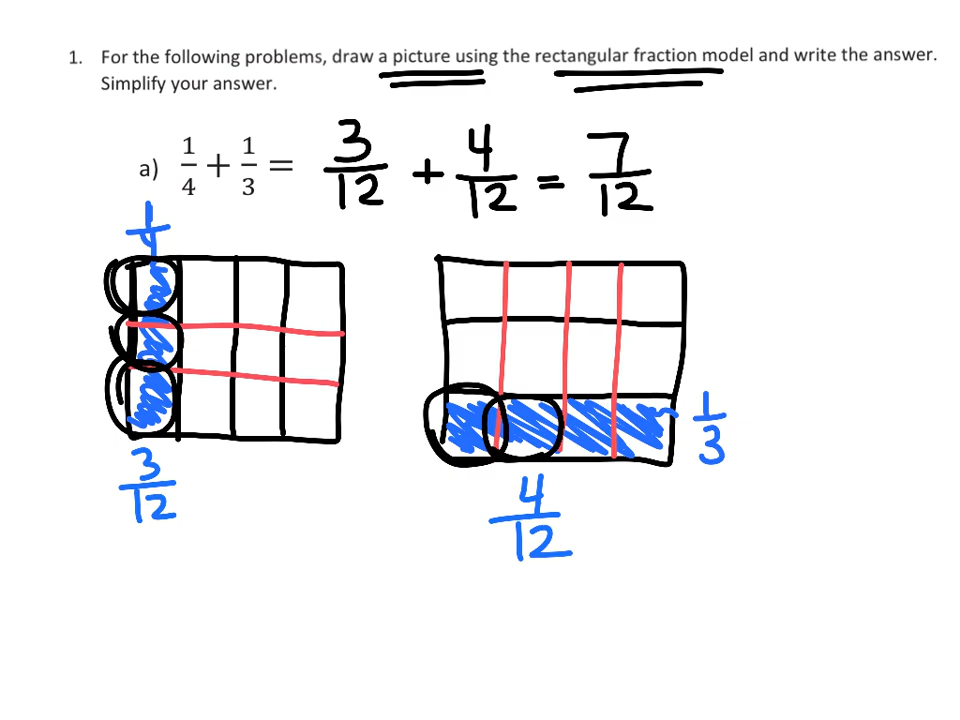 1. For the following problems, draw a picture using the rectangular fraction model and write the answer.
Simplify your answer.
a) 1/4 + 1/3 = 3/12 + 4/12 = 7/12
1/4
1/3
3/12
4/12